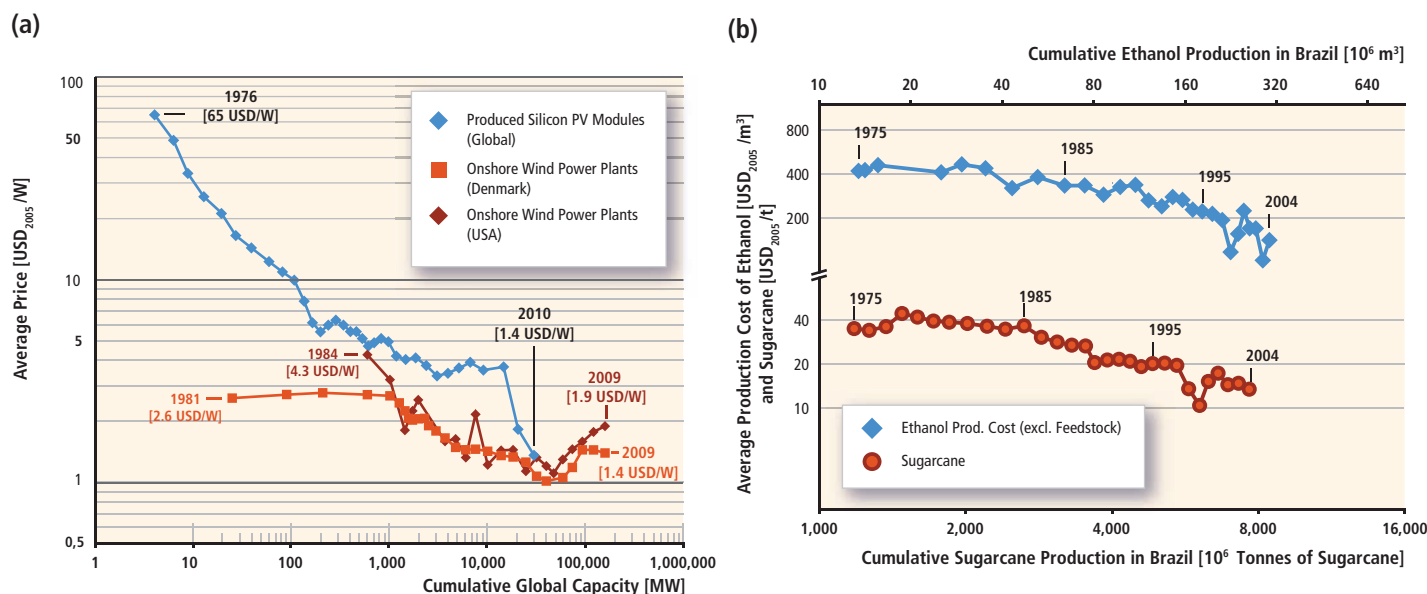 (a)
Average Price [USD2005 /W]
100
50
10
5
1
0,5
1976
[65 USD/W]
Produced Silicon PV Modules
(Global)
Onshore Wind Power Plants
(Denmark)
Onshore Wind Power Plants
(USA)
2010
[1.4 USD/W]
1984
[4.3 USD/W]
1981
[2.6 USD/W]
2009
[1.9 USD/W]
2009
[1.4 USD/W]
1
10
100
1,000
10,000
100,000
1,000,000
Cumulative Global Capacity [MW]
(b)
Cumulative Ethanol Production in Brazil [10⁶ m³]
10
20
40
80
160
320
640
Average Production Cost of Ethanol [USD2005 /m³]
and Sugarcane [USD2005 /t]
800
400
200
40
20
10
1975
1985
1995
2004
1975
1985
1995
2004
Ethanol Prod. Cost (excl. Feedstock)
Sugarcane
1,000
2,000
4,000
8,000
16,000
Cumulative Sugarcane Production in Brazil [10⁶ Tonnes of Sugarcane]